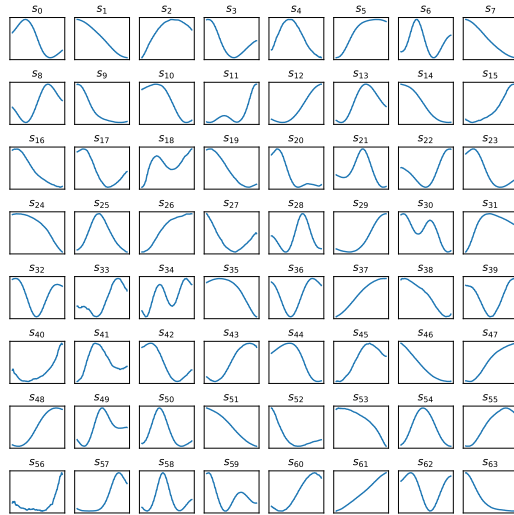 s0 s1 s2 s3 s4 s5 s6 s7
s8 s9 s10 s11 s12 s13 s14 s15
s16 s17 s18 s19 s20 s21 s22 s23
s24 s25 s26 s27 s28 s29 s30 s31
s32 s33 s34 s35 s36 s37 s38 s39
s40 s41 s42 s43 s44 s45 s46 s47
s48 s49 s50 s51 s52 s53 s54 s55
s56 s57 s58 s59 s60 s61 s62 s63